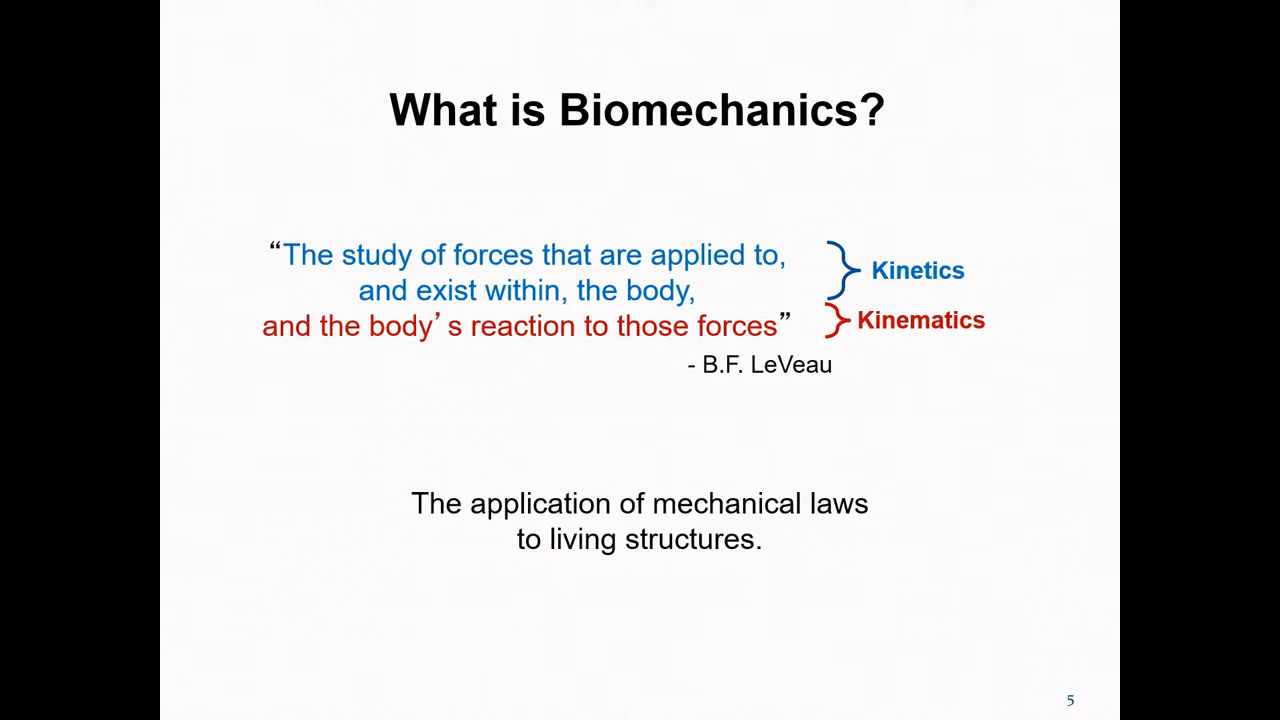 What is Biomechanics?
“The study of forces that are applied to,
and exist within, the body,
and the body’s reaction to those forces”
Kinetics
Kinematics
- B.F. LeVeau
The application of mechanical laws
to living structures.
5